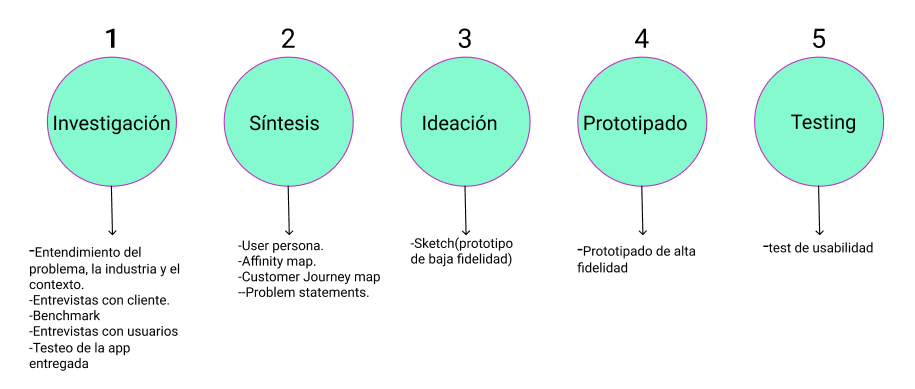 1
2
3
4
5
Investigación
Síntesis
Ideación
Prototipado
Testing
-Entendimiento del
problema, la industria y el
contexto.
-Entrevistas con cliente.
-Benchmark
-Entrevistas con usuarios
-Testeo de la app
entregada
-User persona.
-Affinity map.
-Customer Journey map
--Problem statements.
-Sketch(prototipo
de baja fidelidad)
-Prototipado de alta
fidelidad
-test de usabilidad